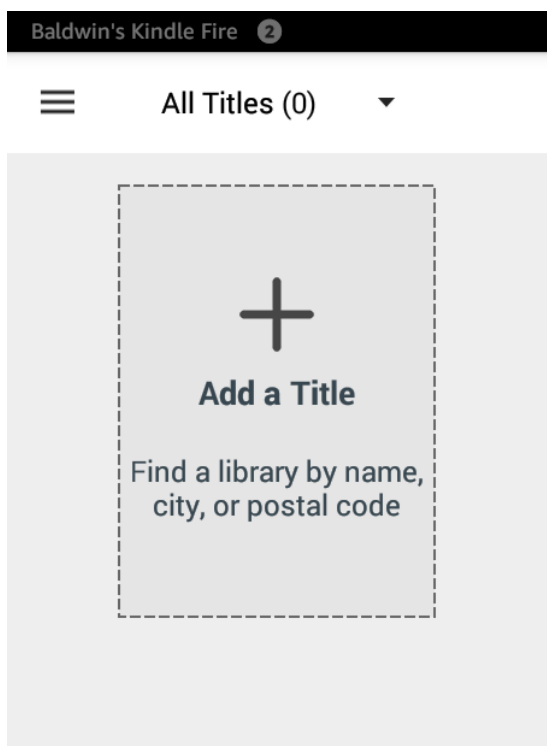 Baldwin's Kindle Fire 2
All Titles (0)
Add a Title
Find a library by name,
city, or postal code